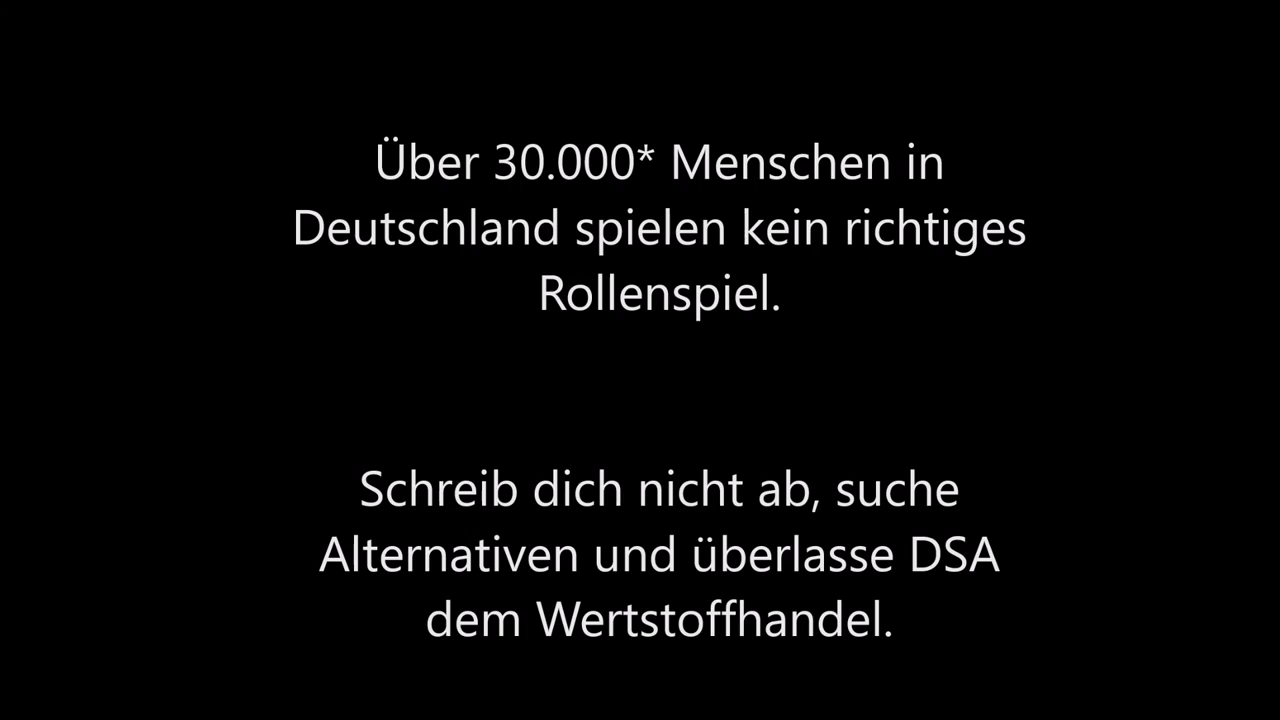 Über 30.000* Menschen in
Deutschland spielen kein richtiges
Rollenspiel.
Schreib dich nicht ab, suche
Alternativen und überlasse DSA
dem Wertstoffhandel.